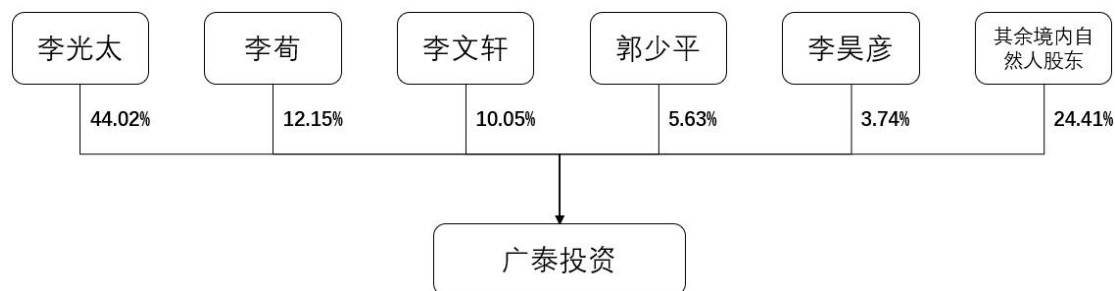 李光太
李荀
李文轩
郭少平
李昊彦
其余境内自
然人股东
44.02%
12.15%
10.05%
5.63%
3.74%
24.41%
广泰投资